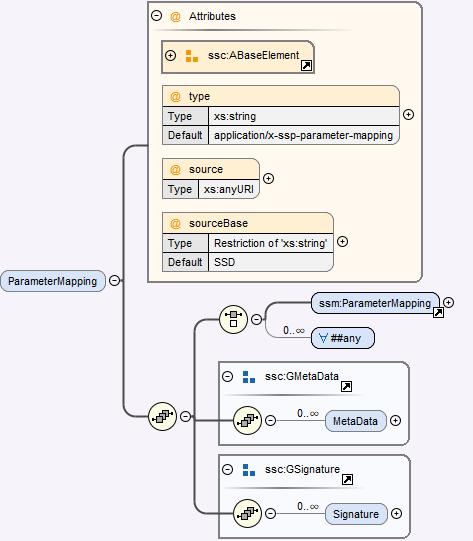 @ Attributes
ssc:ABaseElement
@ type
Type xs:string
Default application/x-ssp-parameter-mapping
@ source
Type xs:anyURI
@ sourceBase
Type Restriction of 'xs:string'
Default SSD
ParameterMapping
ssm:ParameterMapping
0..∞
∀ ##any
ssc:GMetaData
0..∞
MetaData
ssc:GSignature
0..∞
Signature